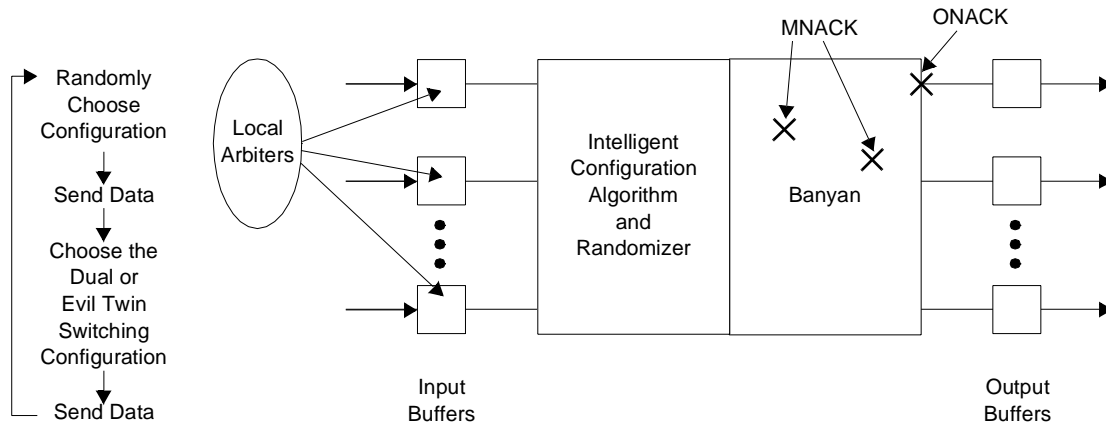 Randomly
Choose
Configuration
Send Data
Choose the
Dual or
Evil Twin
Switching
Configuration
Send Data
Local
Arbiters
Input
Buffers
Intelligent
Configuration
Algorithm
and
Randomizer
MNACK
ONACK
Banyan
Output
Buffers